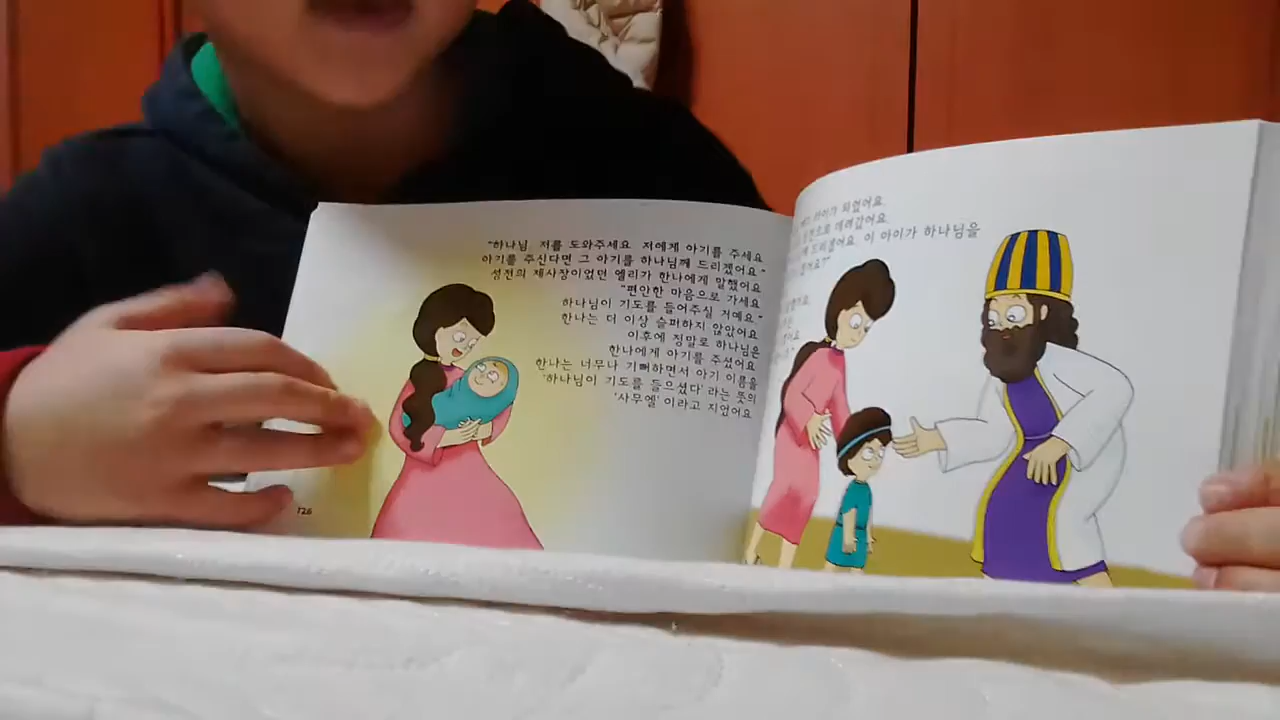 "하나님, 저를 도와주세요. 저에게 아기를 주세요.
아기를 주신다면 그 아기를 하나님께 드리겠어요."
성전의 제사장이었던 엘리가 한나에게 말했어요.
"편안한 마음으로 가세요.
하나님이 기도를 들어주실 거예요."
한나는 더 이상 슬퍼하지 않았어요.
이후에 정말로 하나님은
한나에게 아기를 주셨어요.
한나는 너무나 기뻐하면서 아기 이름을
'하나님이 기도를 들으셨다' 라는 뜻의
'사무엘' 이라고 지었어요.
126
아이가 되었어요.
성전으로 데려갔어요.
드리겠어요. 이 아이가 하나님을